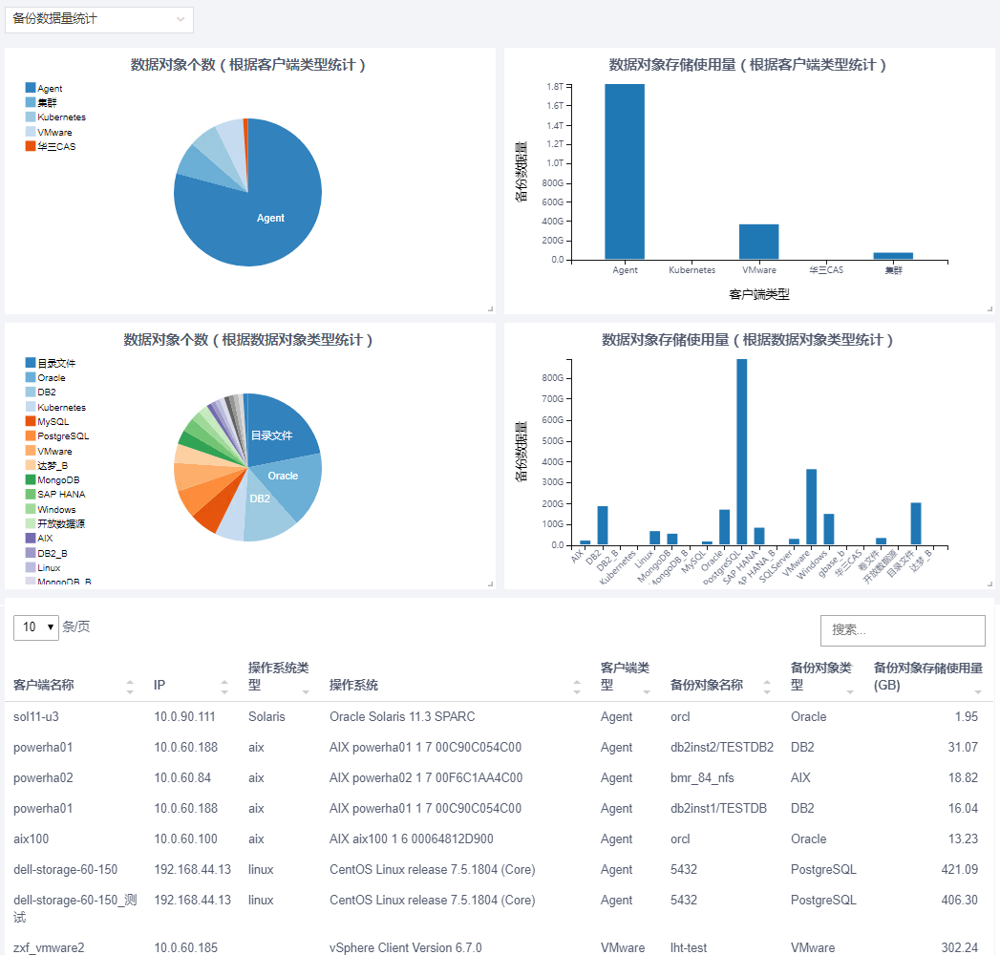 备份数据量统计
数据对象个数（根据客户端类型统计）
Agent
集群
Kubernetes
VMware
华三CAS
Agent
数据对象存储使用量（根据客户端类型统计）
备份数据量
1.8T
1.6T
1.4T
1.2T
1.0T
800G
600G
400G
200G
0.0
Agent
Kubernetes
VMware
华三CAS
集群
客户端类型
数据对象个数（根据数据对象类型统计）
目录文件
Oracle
DB2
Kubernetes
MySQL
PostgreSQL
VMware
达梦_B
MongoDB
SAP HANA
Windows
开放数据源
AIX
DB2_B
Linux
MongoDB_B
目录文件
Oracle
DB2
数据对象存储使用量（根据数据对象类型统计）
备份数据量
800G
700G
600G
500G
400G
300G
200G
100G
0.0
AIX
DB2
DB2_B
Kubernetes
Linux
MongoDB
MongoDB_B
MySQL
Oracle
PostgreSQL
SAP HANA
AP HANA_B
SQLServer
VMware
Windows
gbase_b
华三CAS
卷文件
开放数据源
目录文件
达梦_B
10 条/页
搜索...
客户端名称 IP 操作系统类型 操作系统 客户端类型 备份对象名称 备份对象类型 备份对象存储使用量(GB)
sol11-u3 10.0.90.111 Solaris Oracle Solaris 11.3 SPARC Agent orcl Oracle 1.95
powerha01 10.0.60.188 aix AIX powerha01 1 7 00C90C054C00 Agent db2inst2/TESTDB2 DB2 31.07
powerha02 10.0.60.84 aix AIX powerha02 1 7 00F6C1AA4C00 Agent bmr_84_nfs AIX 18.82
powerha01 10.0.60.188 aix AIX powerha01 1 7 00C90C054C00 Agent db2inst1/TESTDB DB2 16.04
aix100 10.0.60.100 aix AIX aix100 1 6 00064812D900 Agent orcl Oracle 13.23
dell-storage-60-150 192.168.44.13 linux CentOS Linux release 7.5.1804 (Core) Agent 5432 PostgreSQL 421.09
dell-storage-60-150_测试 192.168.44.13 linux CentOS Linux release 7.5.1804 (Core) Agent 5432 PostgreSQL 406.30
zxf_vmware2 10.0.60.185 vSphere Client Version 6.7.0 VMware lht-test VMware 302.24